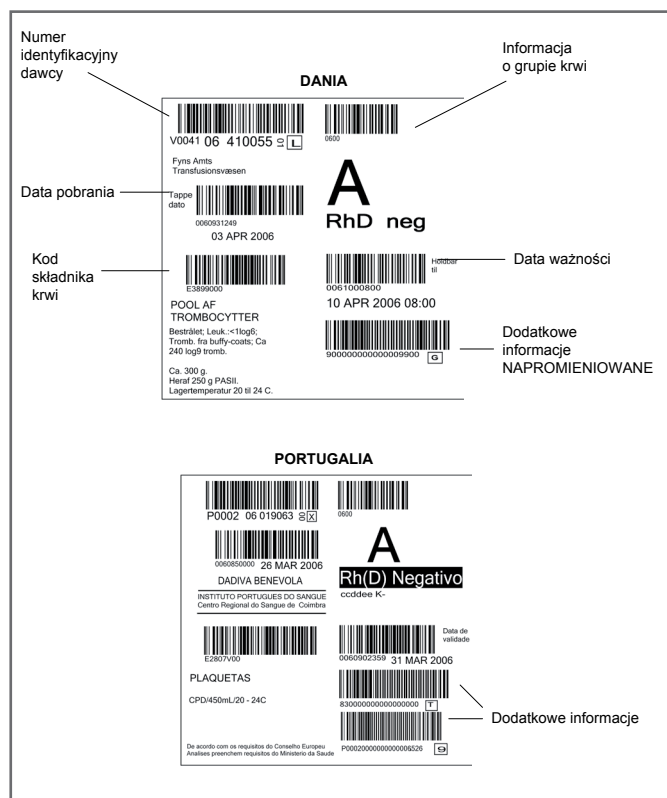 Numer
identyfikacyjny
dawcy
Informacja
o grupie krwi
DANIA
V0041 06 410055 01 L
0600
Fyns Amts
Transfusionsvæsen
A
RhD neg
Data pobrania
Tappe
dato
0060931249
03 APR 2006
Kod
składnika
krwi
E3899000
Holdbar
til
Data ważności
0061000800
10 APR 2006 08:00
POOL AF
TROMBOCYTTER
Bestrålet; Leuk.:<1log6;
Tromb. fra buffy-coats; Ca
240 log9 tromb.
900000000000009900 G
Dodatkowe
informacje
NAPROMIENIOWANE
Ca. 300 g.
Heraf 250 g PASII.
Lagertemperatur 20 til 24 C.
PORTUGALIA
P0002 06 019063 00 X
0600
0060850000 26 MAR 2006
A
Rh(D) Negativo
ccddee K-
DADIVA BENEVOLA
INSTITUTO PORTUGUES DO SANGUE
Centro Regional do Sangue de Coimbra
E2807V00
Data de
validade
0060902359 31 MAR 2006
PLAQUETAS
CPD/450mL/20 - 24C
830000000000000000 T
Dodatkowe informacje
P0002000000000006526 9
De acordo com os requisitos do Conselho Europeu
Analises preenchem requisitos do Ministerio da Saude